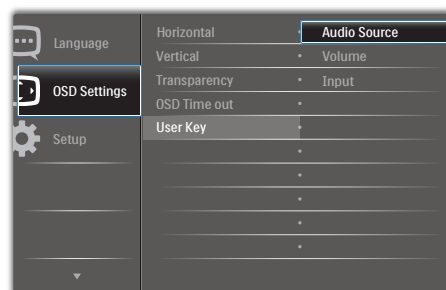 Language
OSD Settings
Setup
Horizontal
Vertical
Transparency
OSD Time out
User Key
Audio Source
Volume
Input